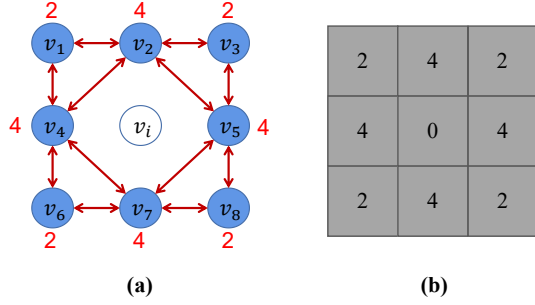 2 4 2
v₁ v₂ v₃
4 v₄ vᵢ v₅ 4
v₆ v₇ v₈
2 4 2
(a)
2 4 2
4 0 4
2 4 2
(b)